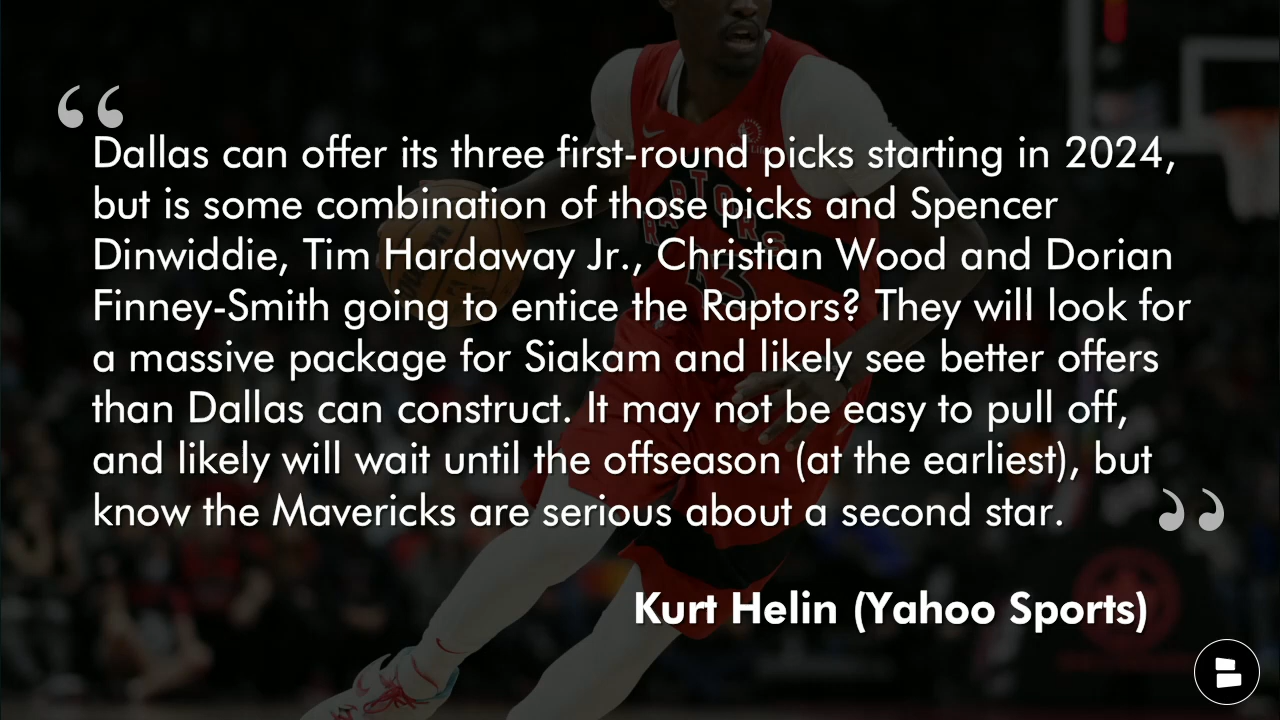 “
Dallas can offer its three first-round picks starting in 2024,
but is some combination of those picks and Spencer
Dinwiddie, Tim Hardaway Jr., Christian Wood and Dorian
Finney-Smith going to entice the Raptors? They will look for
a massive package for Siakam and likely see better offers
than Dallas can construct. It may not be easy to pull off,
and likely will wait until the offseason (at the earliest), but
know the Mavericks are serious about a second star.
”
Kurt Helin (Yahoo Sports)
RAPTORS